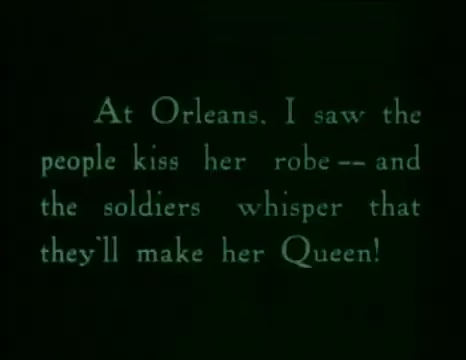 At Orleans, I saw the
people kiss her robe -- and
the soldiers whisper that
they'll make her Queen!